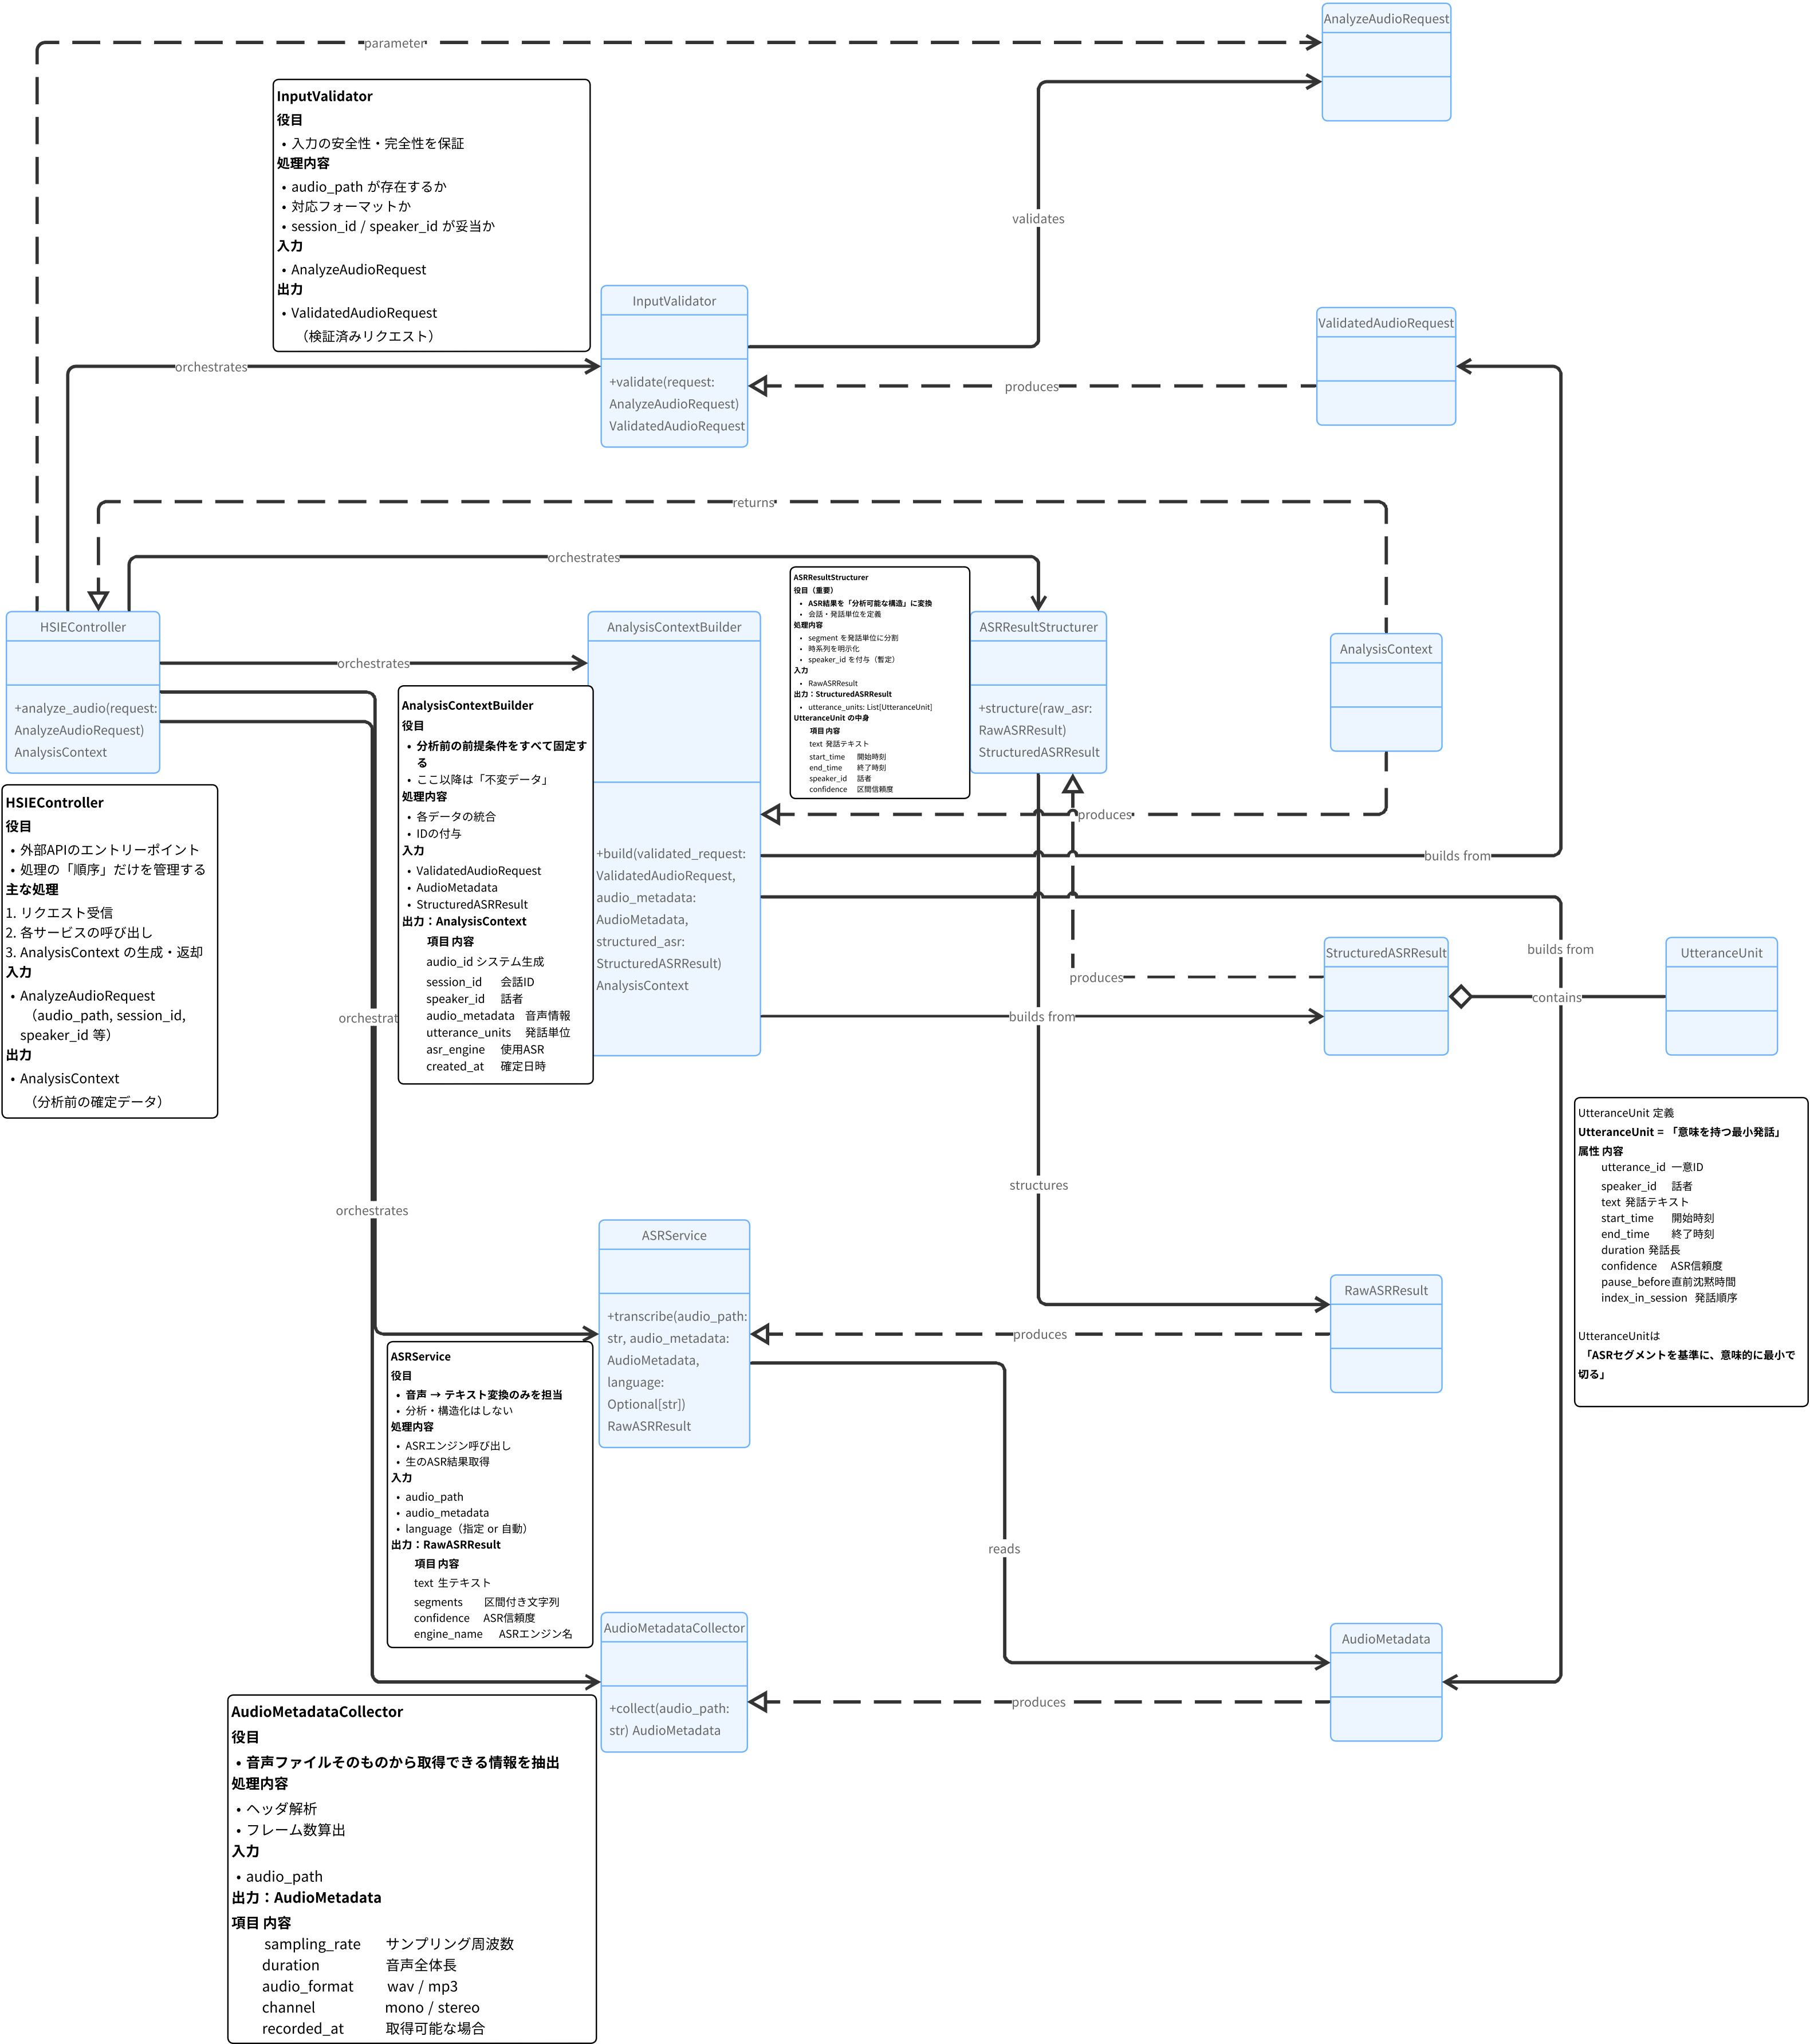 AnalyzeAudioRequest
parameter
InputValidator
役目
• 入力の安全性・完全性を保証
処理内容
• audio_path が存在するか
• 対応フォーマットか
• session_id / speaker_id が妥当か
入力
• AnalyzeAudioRequest
出力
• ValidatedAudioRequest
（検証済みリクエスト）
validates
InputValidator
+validate(request:
AnalyzeAudioRequest)
ValidatedAudioRequest
ValidatedAudioRequest
orchestrates
produces
returns
orchestrates
HSIEController
+analyze_audio(request:
AnalyzeAudioRequest)
AnalysisContext
orchestrates
AnalysisContextBuilder
+build(validated_request:
ValidatedAudioRequest,
audio_metadata:
AudioMetadata,
structured_asr:
StructuredASRResult)
AnalysisContext
ASRResultStructurer
役目（重要）
• ASR結果を「分析可能な構造」に変換
• 会話・発話単位を定義
処理内容
• segment を発話単位に分割
• 時系列を明示化
• speaker_id を付与（暫定）
入力
• RawASRResult
出力：StructuredASRResult
• utterance_units: List[UtteranceUnit]
UtteranceUnit の中身
項目 内容
text 発話テキスト
start_time 開始時刻
end_time 終了時刻
speaker_id 話者
confidence 区間信頼度
ASRResultStructurer
+structure(raw_asr:
RawASRResult)
StructuredASRResult
AnalysisContext
AnalysisContextBuilder
役目
• 分析前の前提条件をすべて固定す
る
• ここ以降は「不変データ」
処理内容
• 各データの統合
• IDの付与
入力
• ValidatedAudioRequest
• AudioMetadata
• StructuredASRResult
出力：AnalysisContext
項目 内容
audio_id システム生成
session_id 会話ID
speaker_id 話者
audio_metadata 音声情報
utterance_units 発話単位
asr_engine 使用ASR
created_at 確定日時
HSIEController
役目
• 外部APIのエントリーポイント
• 処理の「順序」だけを管理する
主な処理
1. リクエスト受信
2. 各サービスの呼び出し
3. AnalysisContext の生成・返却
入力
• AnalyzeAudioRequest
（audio_path, session_id,
speaker_id 等）
出力
• AnalysisContext
（分析前の確定データ）
produces
builds from
builds from
produces
StructuredASRResult
contains
UtteranceUnit
builds from
orchestrat
UtteranceUnit 定義
UtteranceUnit = 「意味を持つ最小発話」
属性 内容
utterance_id 一意ID
speaker_id 話者
text 発話テキスト
start_time 開始時刻
end_time 終了時刻
duration 発話長
confidence ASR信頼度
pause_before直前沈黙時間
index_in_session 発話順序
UtteranceUnitは
「ASRセグメントを基準に、意味的に最小で
切る」
structures
orchestrates
ASRService
+transcribe(audio_path:
str, audio_metadata:
AudioMetadata,
language:
Optional[str])
RawASRResult
RawASRResult
produces
ASRService
役目
• 音声 → テキスト変換のみを担当
• 分析・構造化はしない
処理内容
• ASRエンジン呼び出し
• 生のASR結果取得
入力
• audio_path
• audio_metadata
• language（指定 or 自動）
出力：RawASRResult
項目 内容
text 生テキスト
segments 区間付き文字列
confidence ASR信頼度
engine_name ASRエンジン名
reads
AudioMetadataCollector
+collect(audio_path:
str) AudioMetadata
AudioMetadata
produces
AudioMetadataCollector
役目
• 音声ファイルそのものから取得できる情報を抽出
処理内容
• ヘッダ解析
• フレーム数算出
入力
• audio_path
出力：AudioMetadata
項目 内容
sampling_rate サンプリング周波数
duration 音声全体長
audio_format wav / mp3
channel mono / stereo
recorded_at 取得可能な場合